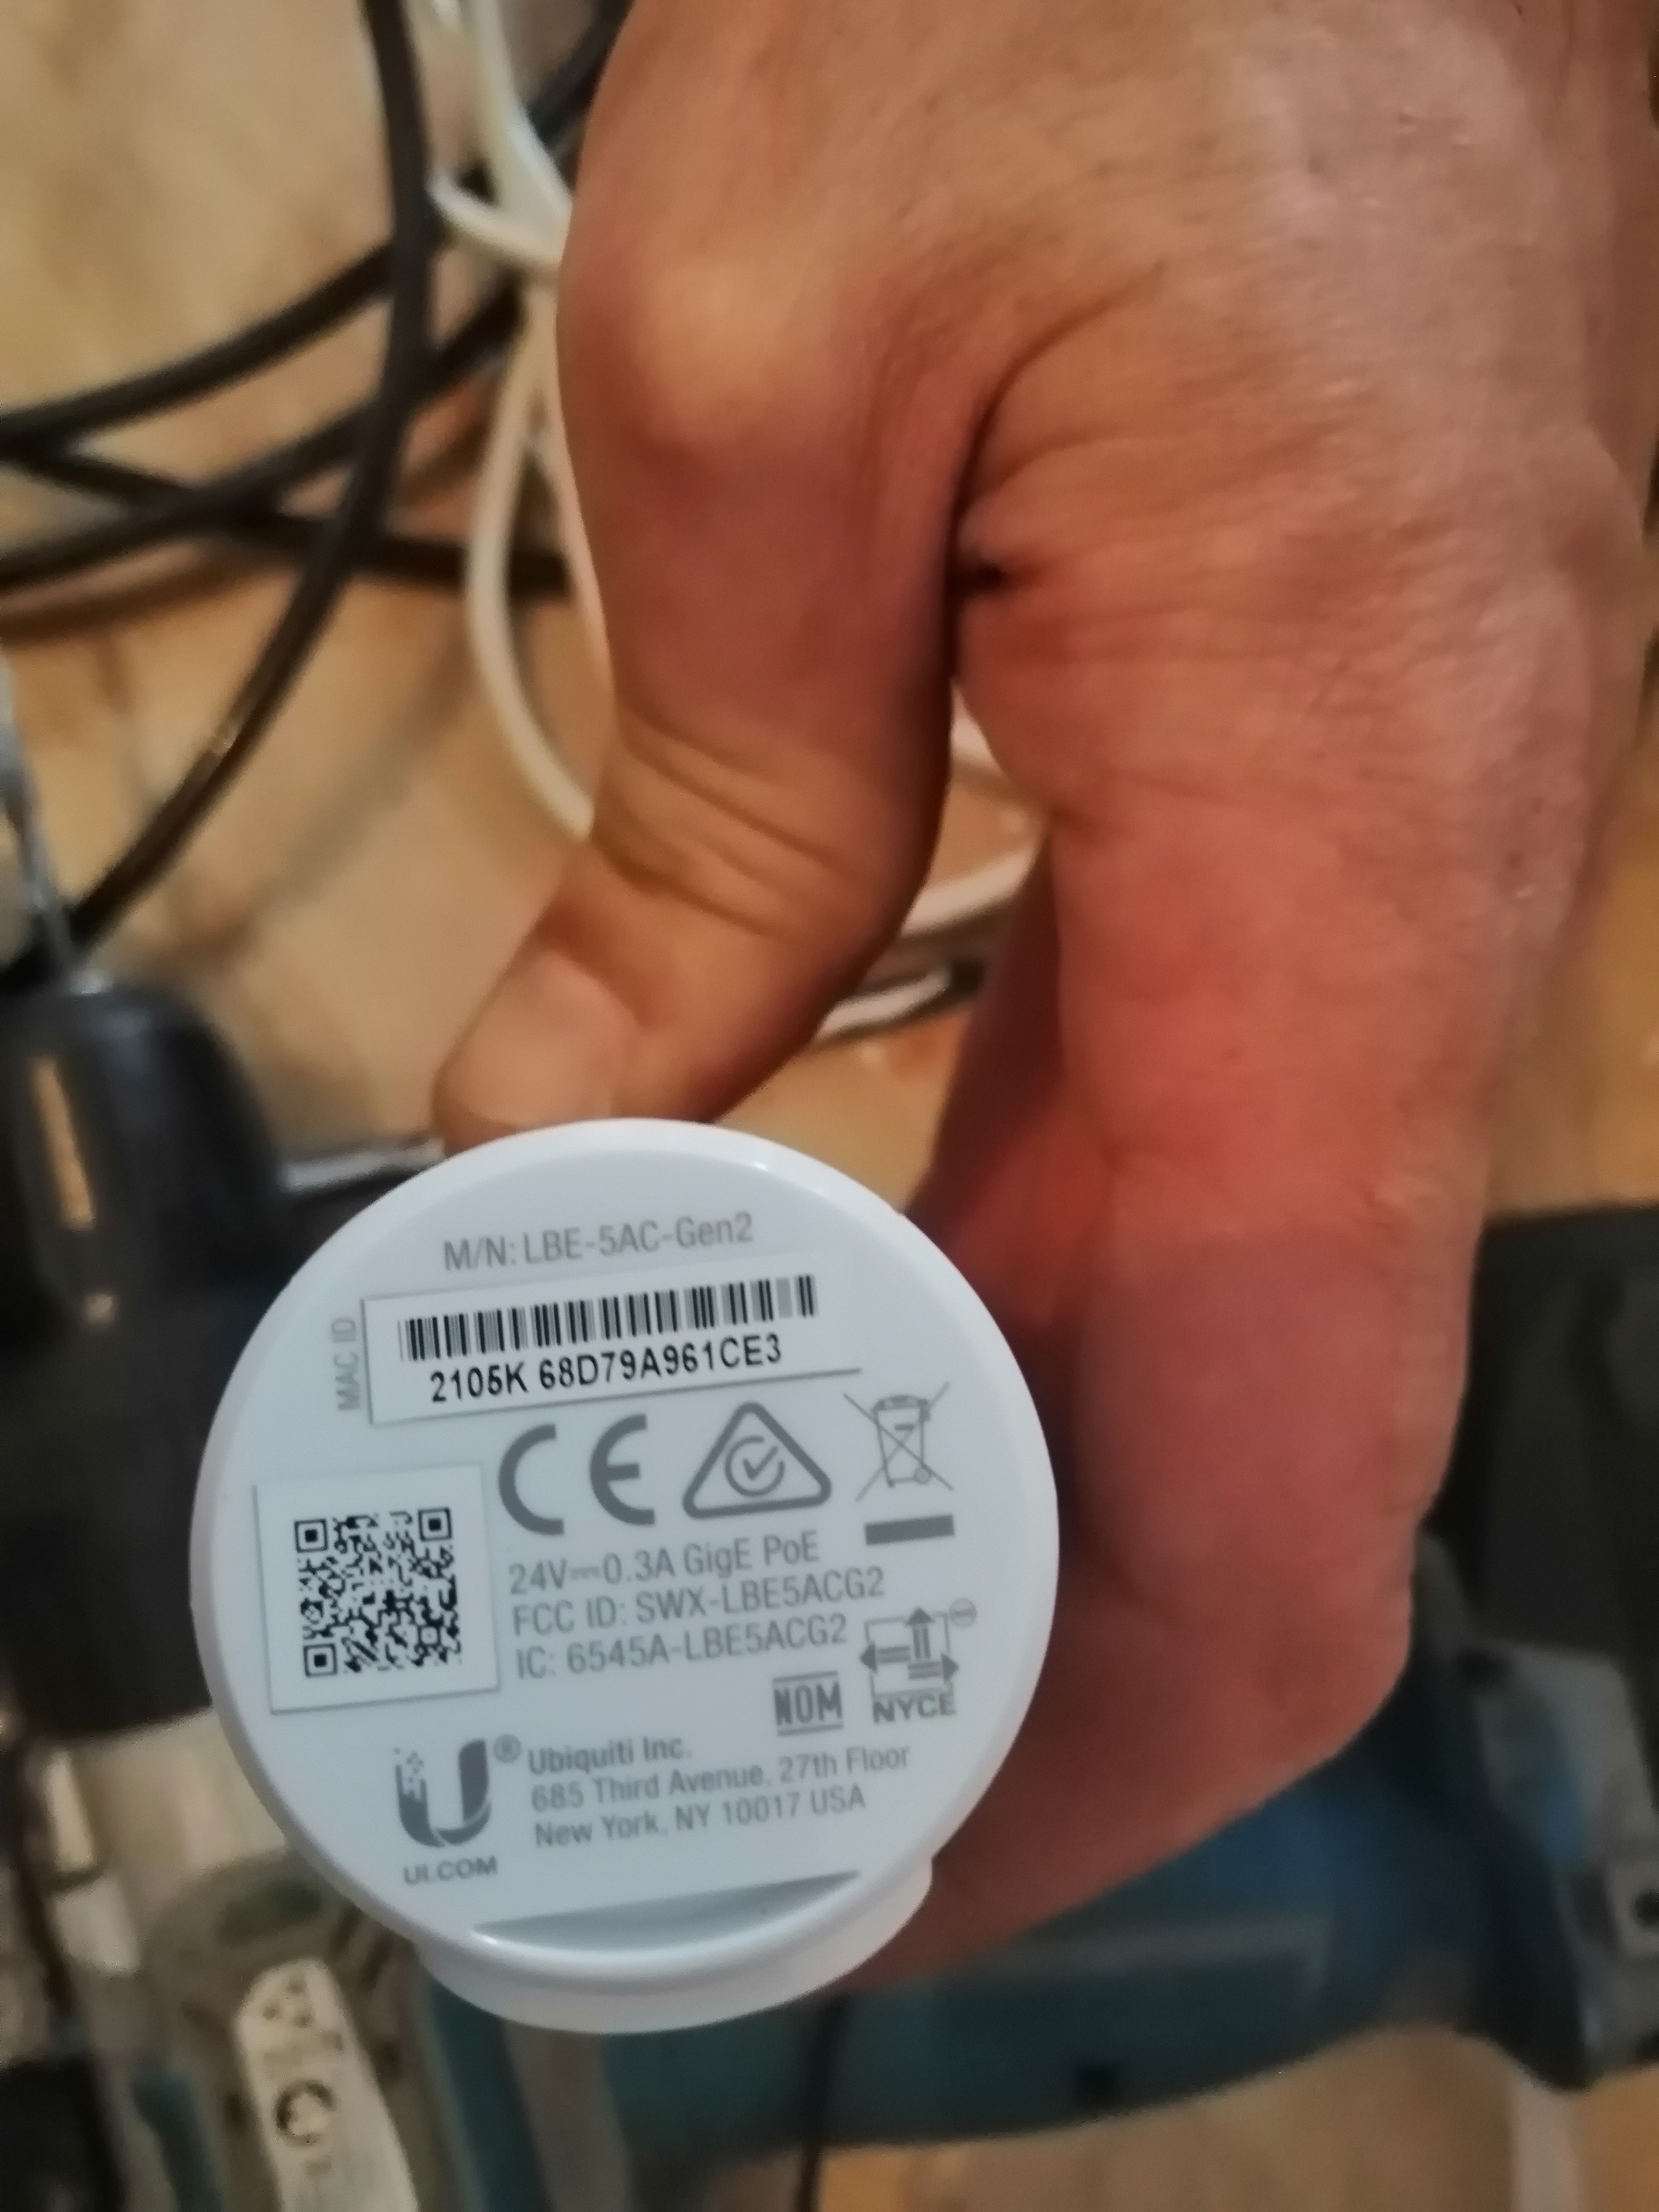 M/N: LBE-5AC-Gen2
MAC ID
2105K 68D79A961CE3
CE
24V⎓0.3A GigE PoE
FCC ID: SWX-LBE5ACG2
IC: 6545A-LBE5ACG2
NOM
NYCE
U® Ubiquiti Inc.
685 Third Avenue, 27th Floor
New York, NY 10017 USA
UI.COM